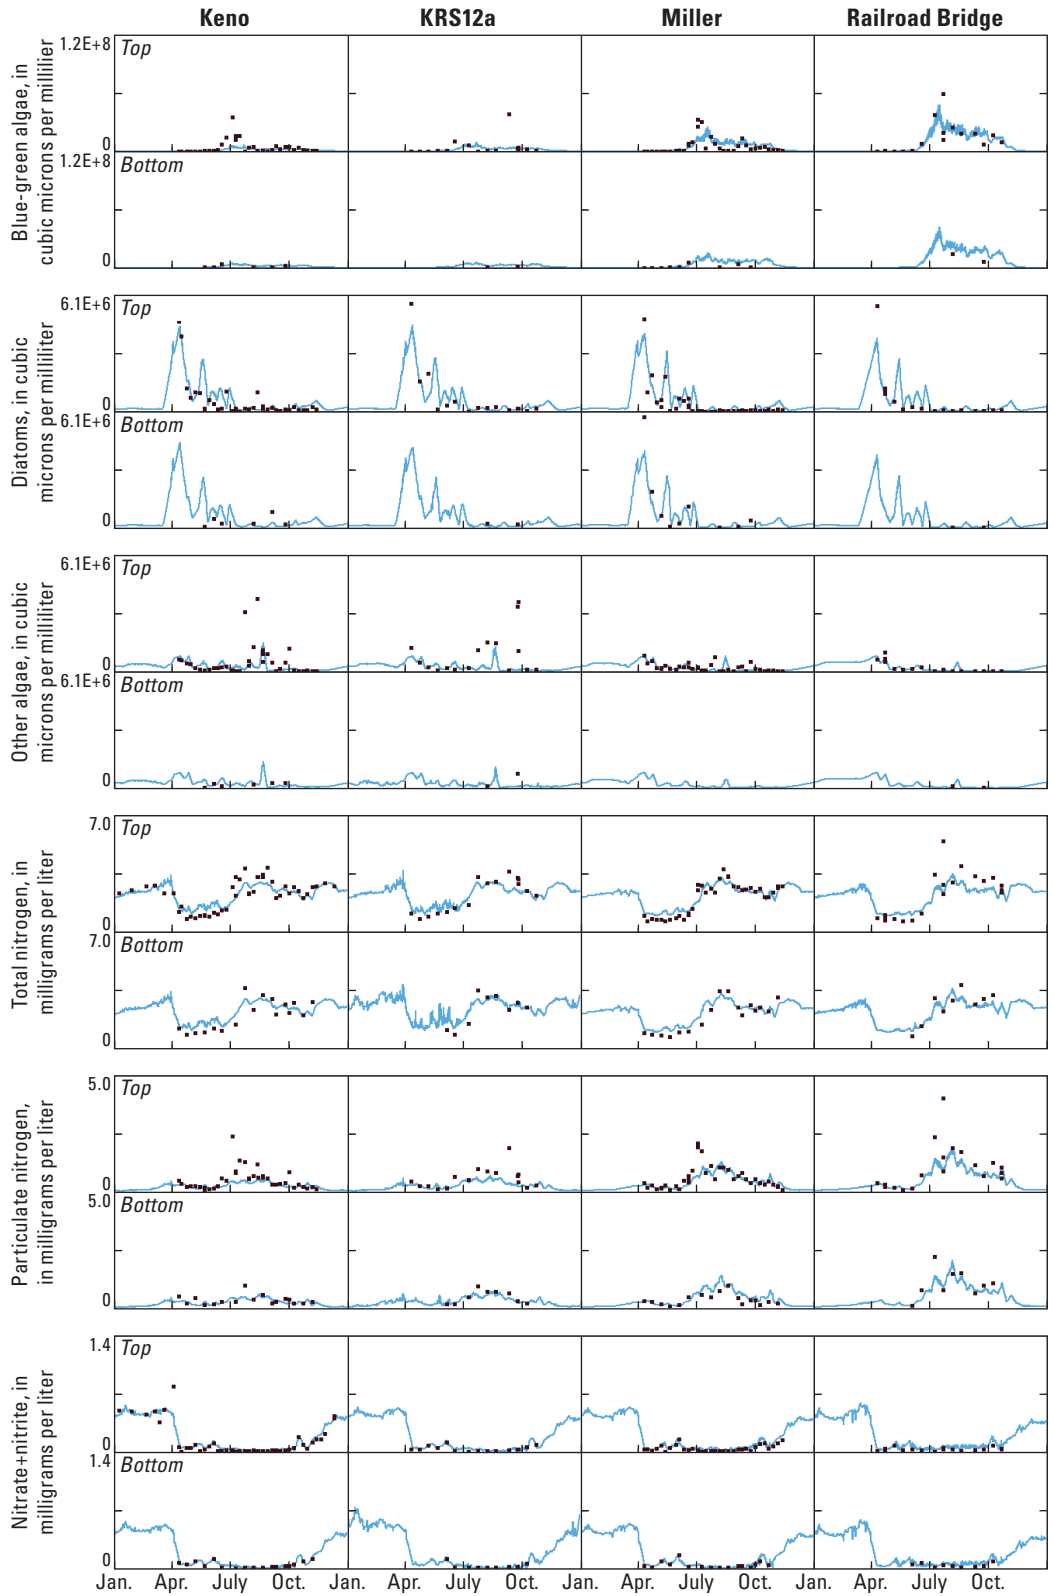 Keno KRS12a Miller Railroad Bridge
Blue-green algae, in
cubic microns per millilier
1.2E+8
Top
0
1.2E+8
Bottom
0
Diatoms, in cubic
microns per milliliter
6.1E+6
Top
0
6.1E+6
Bottom
0
Other algae, in cubic
microns per milliliter
6.1E+6
Top
0
6.1E+6
Bottom
0
Total nitrogen, in
milligrams per liter
7.0
Top
0
7.0
Bottom
0
Particulate nitrogen,
in milligrams per liter
5.0
Top
0
5.0
Bottom
0
Nitrate+nitrite, in
milligrams per liter
1.4
Top
0
1.4
Bottom
0
Jan. Apr. July Oct. Jan. Apr. July Oct. Jan. Apr. July Oct. Jan. Apr. July Oct.